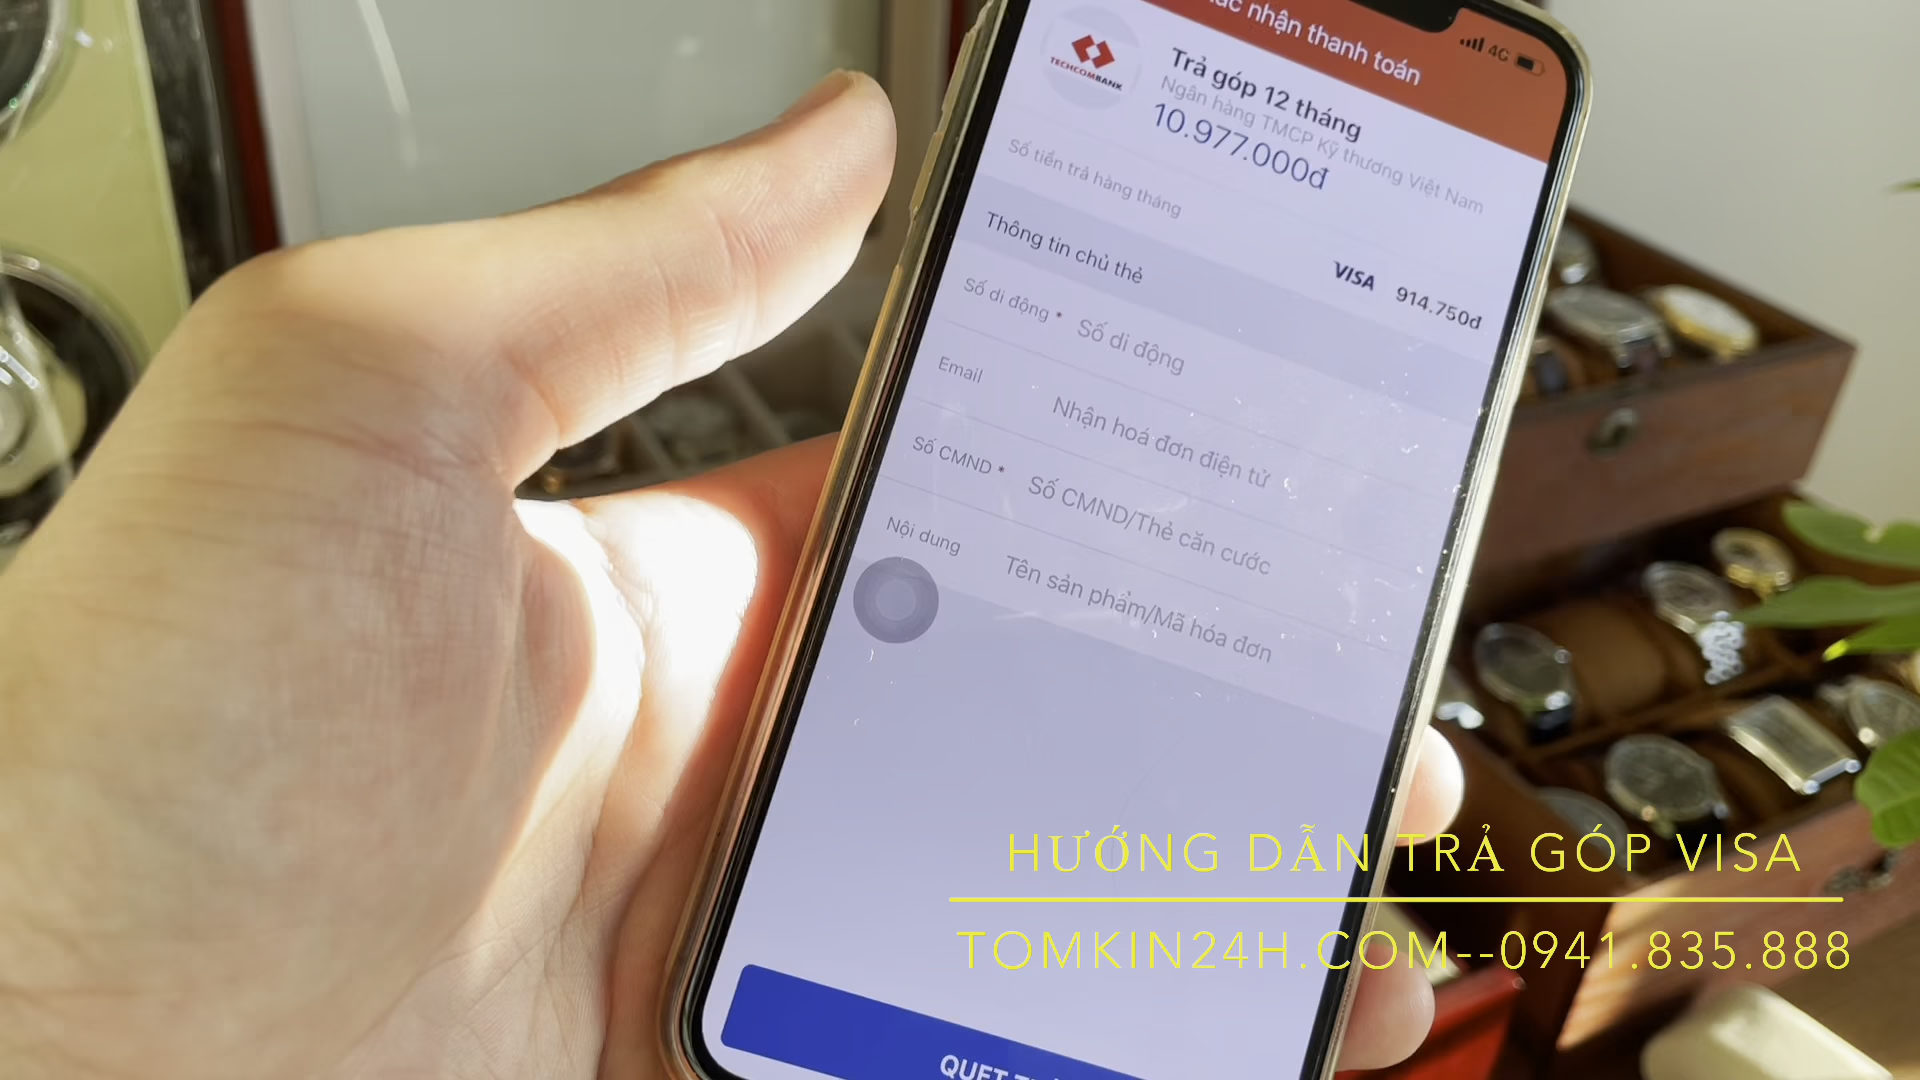 nhận thanh toán
4G
TECHCOMBANK
Trả góp 12 tháng
Ngân hàng TMCP Kỹ thương Việt Nam
10.977.000đ
Số tiền trả hàng tháng
VISA 914.750đ
Thông tin chủ thẻ
Số di động * Số di động
Email Nhận hoá đơn điện tử
Số CMND * Số CMND/Thẻ căn cước
Nội dung Tên sản phẩm/Mã hóa đơn
HƯỚNG DẪN TRẢ GÓP VISA
TOMKIN24H.COM--0941.835.888